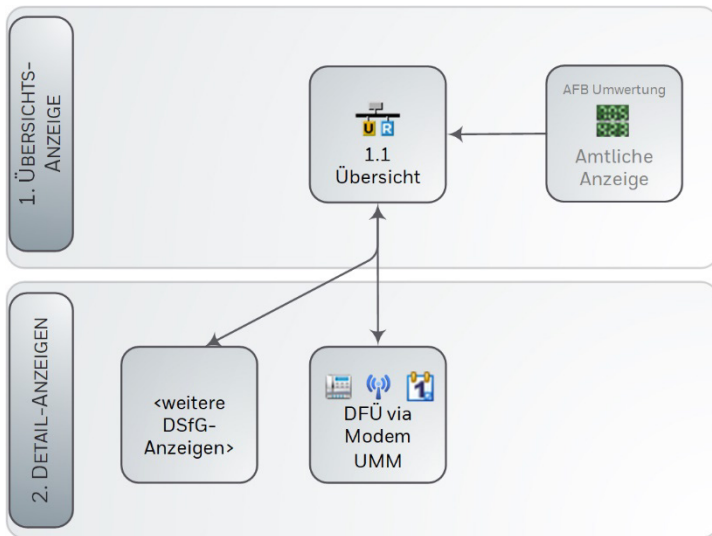 1. ÜBERSICHTS-
ANZEIGE
U R
1.1
Übersicht
AFB Umwertung
Amtliche
Anzeige
2. DETAIL-ANZEIGEN
<weitere
DSfG-
Anzeigen>
1
DFÜ via
Modem
UMM